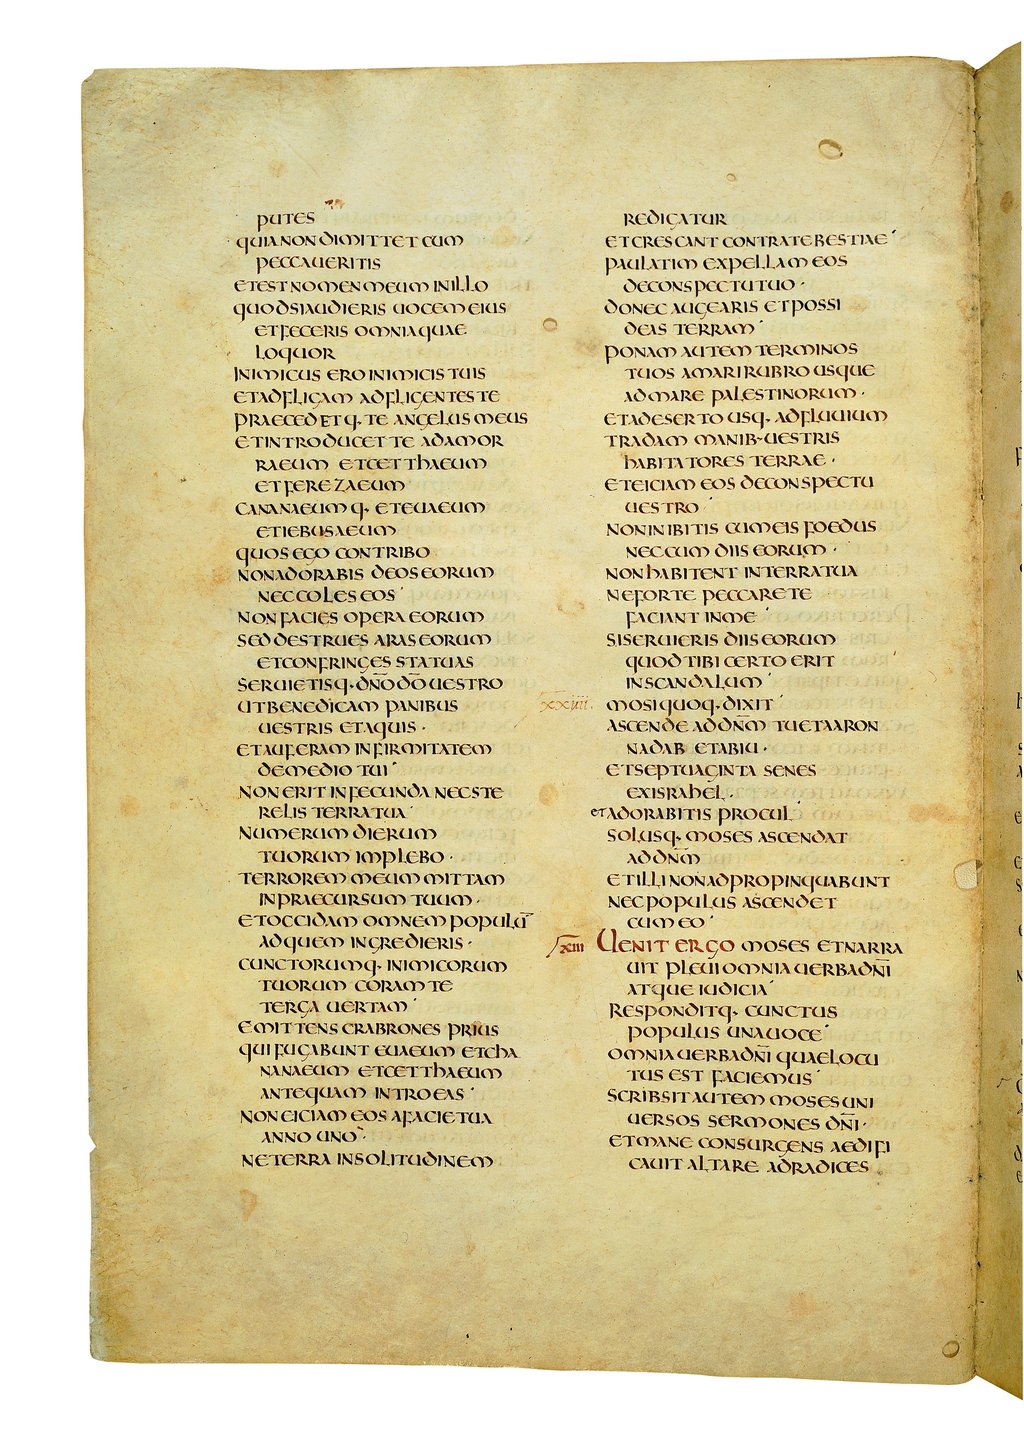 PUTES
QUIA NON DIMITTET CUM
PECCAUERITIS
ET EST NOMEN MEUM IN ILLO
QUOD SI AUDIERIS UOCEM EIUS
ET FECERIS OMNIA QUAE
LOQUOR
INIMICUS ERO INIMICIS TUIS
ET ADFLIGAM ADFLIGENTES TE
PRAECEDETQ· TE ANGELUS MEUS
ET INTRODUCET TE AD AMOR
RAEUM ET CETTHAEUM
ET FEREZAEUM
CANANAEUMQ· ET EUAEUM
ET IEBUSAEUM
QUOS EGO CONTRIBO
NON ADORABIS DEOS EORUM
NEC COLES EOS
NON FACIES OPERA EORUM
SED DESTRUES ARAS EORUM
ET CONFRINGES STATUAS
SERUIETISQ· DN̅O DO̅ UESTRO
UT BENEDICAM PANIBUS
UESTRIS ET AQUIS ·
ET AUFERAM INFIRMITATEM
DE MEDIO TUI
NON ERIT INFECUNDA NEC STE
RELIS TERRA TUA
NUMERUM DIERUM
TUORUM IMPLEBO ·
TERROREM MEUM MITTAM
IN PRAECURSUM TUUM ·
ET OCCIDAM OMNEM POPULU̅
AD QUEM INGREDIERIS ·
CUNCTORUMQ· INIMICORUM
TUORUM CORAM TE
TERGA UERTAM
EMITTENS CRABRONES PRIUS
QUI FUGABUNT EUAEUM ET CHA
NANAEUM ET CETTHAEUM
ANTEQUAM INTROEAS
NON EICIAM EOS A FACIE TUA
ANNO UNO
NE TERRA IN SOLITUDINEM
REDIGATUR
ET CRESCANT CONTRA TE BESTIAE
PAULATIM EXPELLAM EOS
DE CONSPECTU TUO ·
DONEC AUGEARIS ET POSSI
DEAS TERRAM
PONAM AUTEM TERMINOS
TUOS A MARI RUBRO USQUE
AD MARE PALESTINORUM ·
ET A DESERTO USQ· AD FLUUIUM
TRADAM MANIB· UESTRIS
HABITATORES TERRAE ·
ET EICIAM EOS DE CONSPECTU
UESTRO
NON INIBITIS CUM EIS FOEDUS
NEC CUM DIIS EORUM ·
NON HABITENT IN TERRA TUA
NE FORTE PECCARE TE
FACIANT IN ME
SI SERUIERIS DIIS EORUM
QUOD TIBI CERTO ERIT
IN SCANDALUM
xxiiii. MOSI QUOQ· DIXIT
ASCENDE AD DN̅M TU ET AARON
NADAB ET ABIU ·
ET SEPTUAGINTA SENES
EX ISRAHEL ·
ET ADORABITIS PROCUL
SOLUSQ· MOSES ASCENDAT
AD DN̅M
ET ILLI NON ADPROPINQUABUNT
NEC POPULUS ASCENDET
CUM EO
lxiii UENIT ERGO MOSES ET NARRA
UIT PLEUI OMNIA UERBA DN̅I
ATQUE IUDICIA
RESPONDITQ· CUNCTUS
POPULUS UNA UOCE
OMNIA UERBA DN̅I QUAE LOCU
TUS EST FACIEMUS
SCRIBSIT AUTEM MOSES UNI
UERSOS SERMONES DN̅I ·
ET MANE CONSURGENS AEDIFI
CAUIT ALTARE AD RADICES